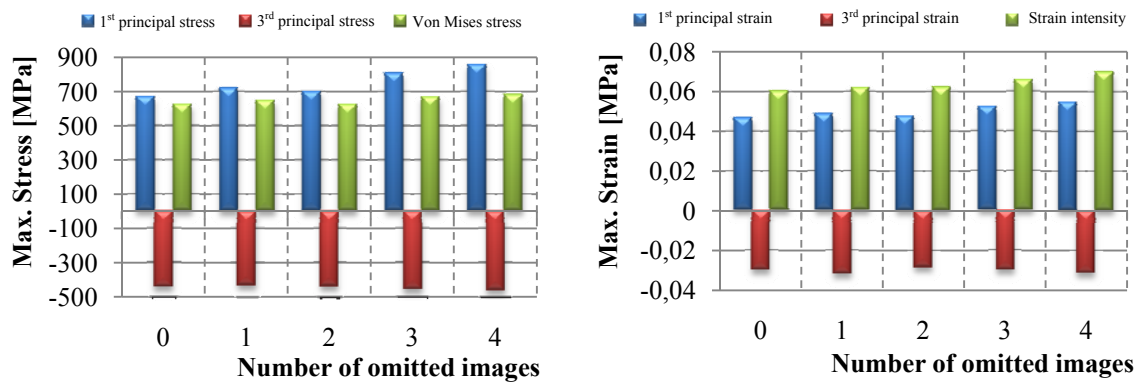 1st principal stress 3rd principal stress Von Mises stress
Max. Stress [MPa]
900
700
500
300
100
-100
-300
-500
0 1 2 3 4
Number of omitted images
1st principal strain 3rd principal strain Strain intensity
Max. Strain [MPa]
0,08
0,06
0,04
0,02
0
-0,02
-0,04
0 1 2 3 4
Number of omitted images